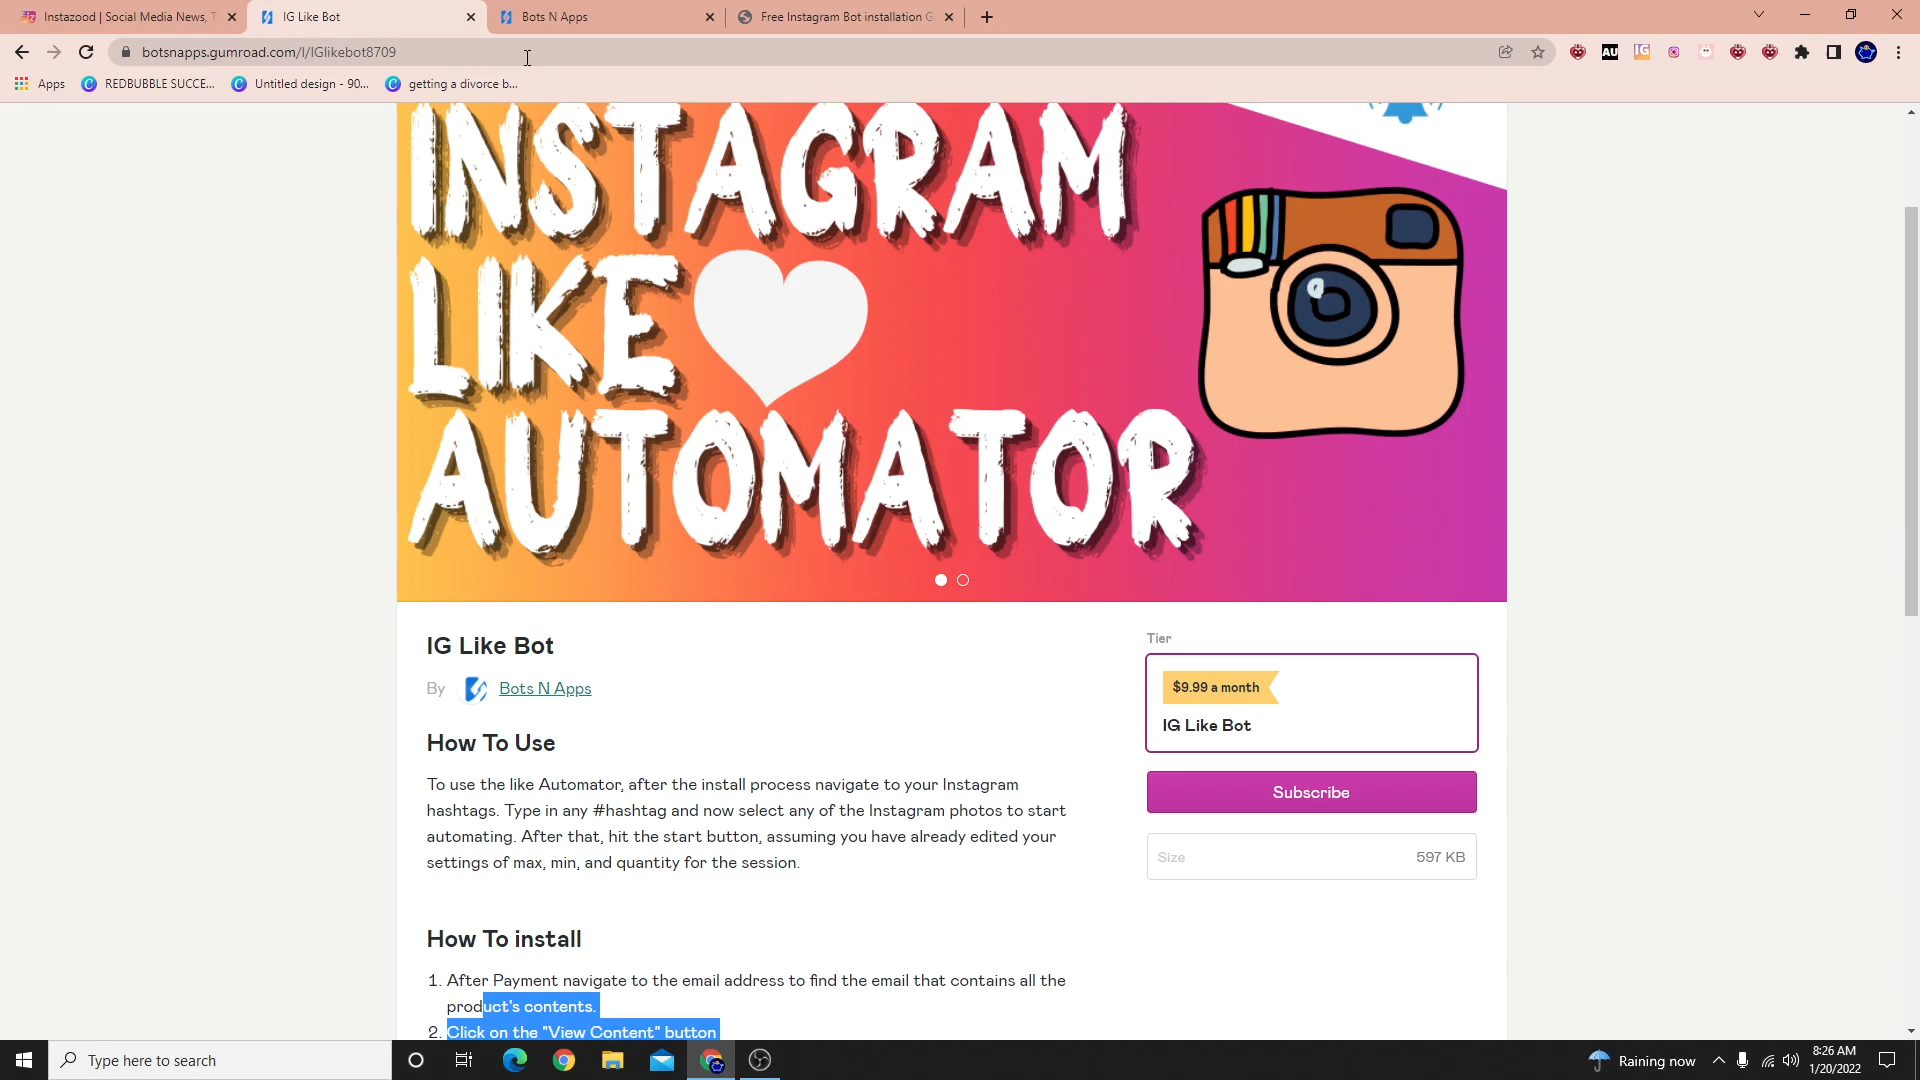 Instazood | Social Media News, T
IG Like Bot
Bots N Apps
Free Instagram Bot installation G
botsnapps.gumroad.com/l/IGlikebot8709
Apps
REDBUBBLE SUCCE...
Untitled design - 90...
getting a divorce b...
AU
IG
INSTAGRAM
LIKE
AUTOMATOR
IG Like Bot
By Bots N Apps
How To Use
To use the like Automator, after the install process navigate to your Instagram
hashtags. Type in any #hashtag and now select any of the Instagram photos to start
automating. After that, hit the start button, assuming you have already edited your
settings of max, min, and quantity for the session.
How To install
1. After Payment navigate to the email address to find the email that contains all the
product's contents.
2. Click on the "View Content" button
Tier
$9.99 a month
IG Like Bot
Subscribe
Size 597 KB
Type here to search
Raining now
8:26 AM
1/20/2022